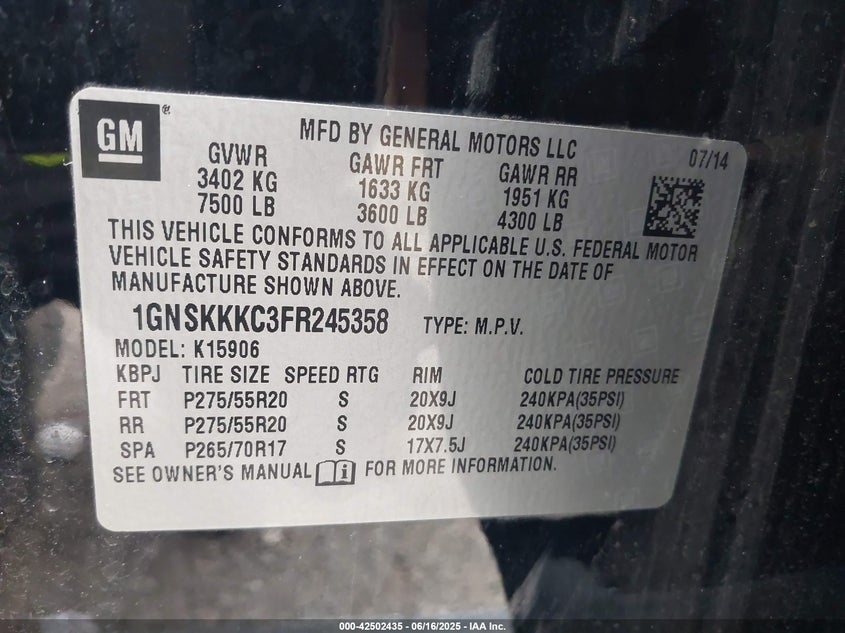 GM
MFD BY GENERAL MOTORS LLC 07/14
GVWR GAWR FRT GAWR RR
3402 KG 1633 KG 1951 KG
7500 LB 3600 LB 4300 LB
THIS VEHICLE CONFORMS TO ALL APPLICABLE U.S. FEDERAL MOTOR
VEHICLE SAFETY STANDARDS IN EFFECT ON THE DATE OF
MANUFACTURE SHOWN ABOVE.
1GNSKKKC3FR245358 TYPE: M.P.V.
MODEL: K15906
KBPJ TIRE SIZE SPEED RTG RIM COLD TIRE PRESSURE
FRT P275/55R20 S 20X9J 240KPA(35PSI)
RR P275/55R20 S 20X9J 240KPA(35PSI)
SPA P265/70R17 S 17X7.5J 240KPA(35PSI)
SEE OWNER'S MANUAL FOR MORE INFORMATION.
000-42502435 - 06/16/2025 - IAA Inc.